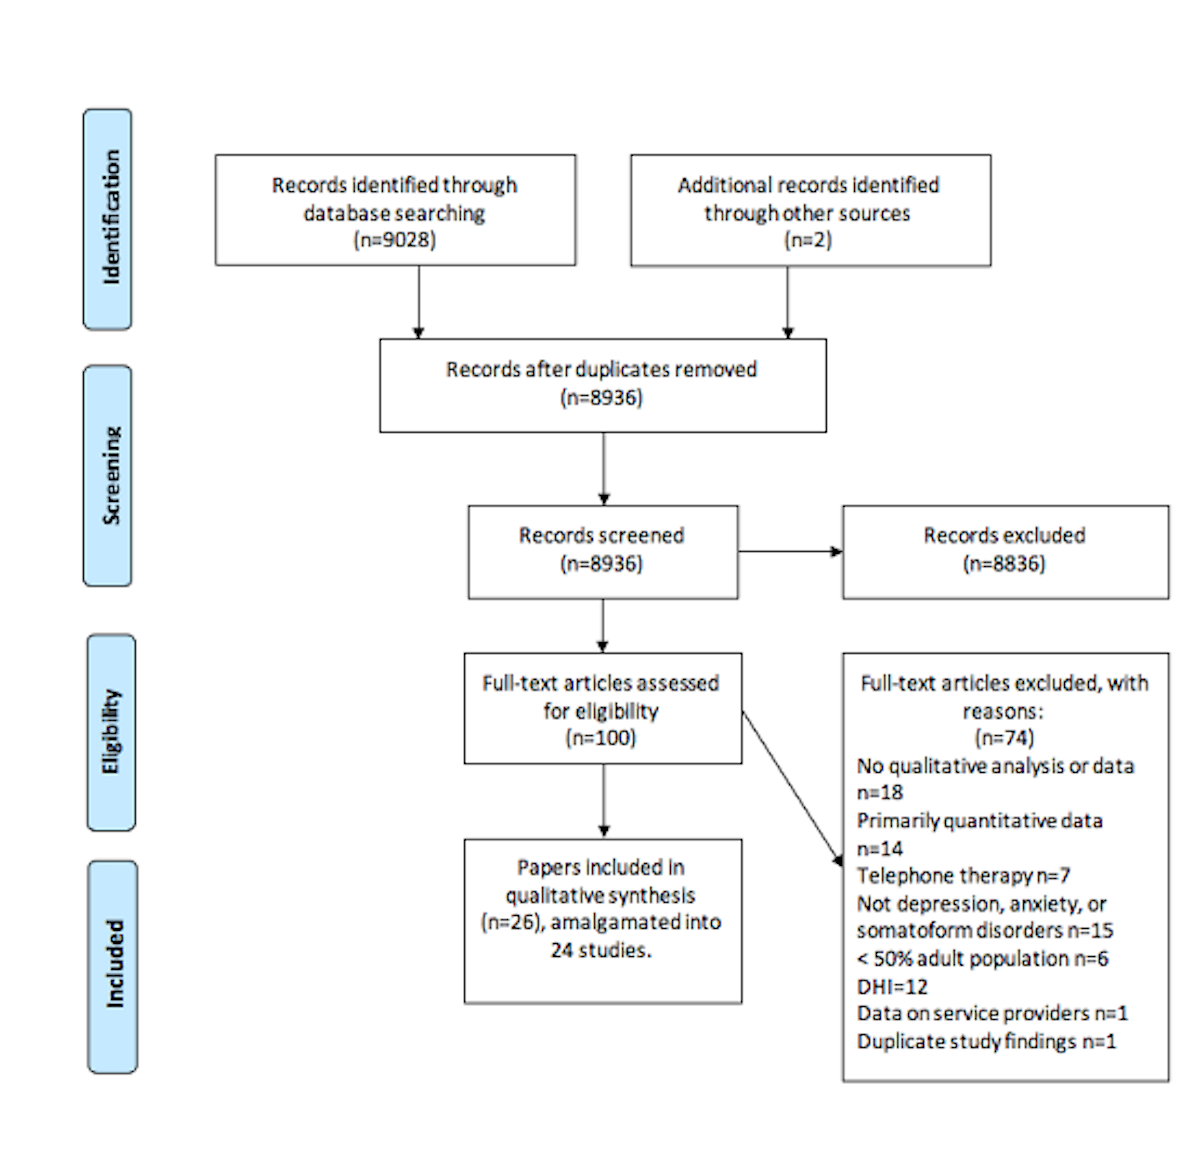 Identification
Records identified through
database searching
(n=9028)
Additional records identified
through other sources
(n=2)
Records after duplicates removed
(n=8936)
Screening
Records screened
(n=8936)
Records excluded
(n=8836)
Eligibility
Full-text articles assessed
for eligibility
(n=100)
Full-text articles excluded, with
reasons:
(n=74)
No qualitative analysis or data
n=18
Primarily quantitative data
n=14
Telephone therapy n=7
Not depression, anxiety, or
somatoform disorders n=15
< 50% adult population n=6
DHI=12
Data on service providers n=1
Duplicate study findings n=1
Included
Papers included in
qualitative synthesis
(n=26), amalgamated into
24 studies.